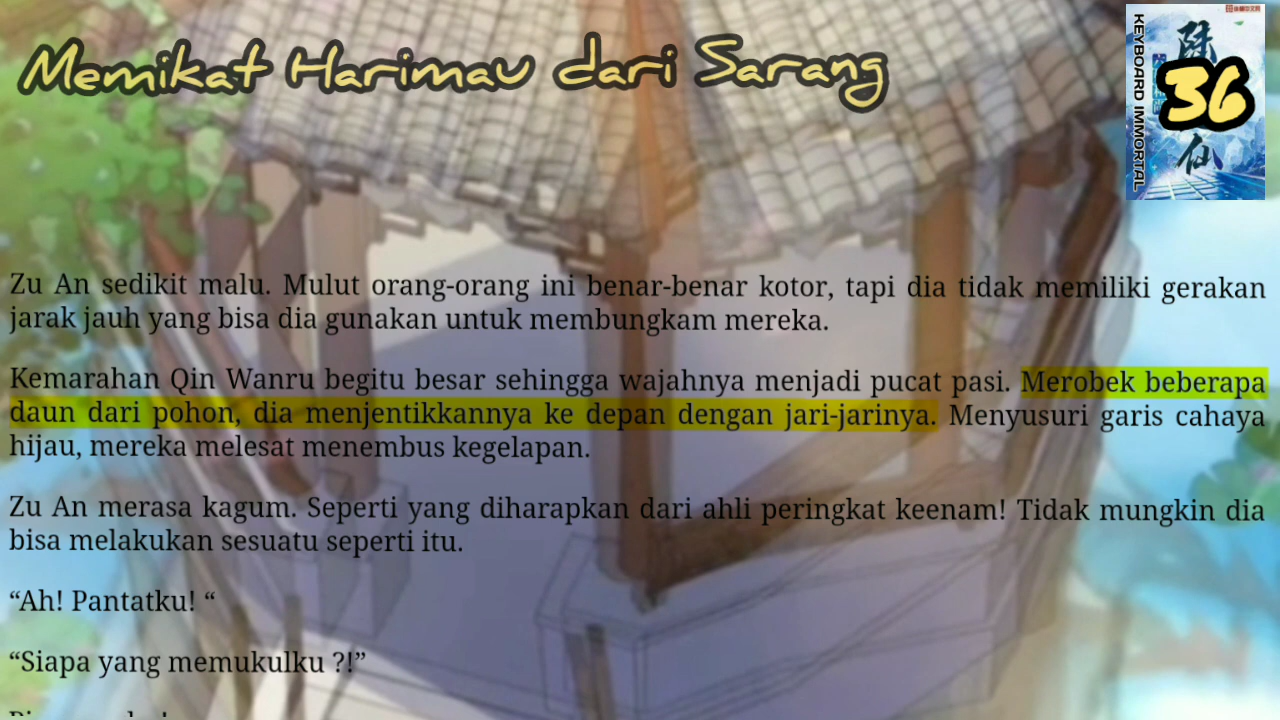 Memikat Harimau dari Sarang
KEYBOARD IMMORTAL
36
仙
Zu An sedikit malu. Mulut orang-orang ini benar-benar kotor, tapi dia tidak memiliki gerakan
jarak jauh yang bisa dia gunakan untuk membungkam mereka.
Kemarahan Qin Wanru begitu besar sehingga wajahnya menjadi pucat pasi. Merobek beberapa
daun dari pohon, dia menjentikkannya ke depan dengan jari-jarinya. Menyusuri garis cahaya
hijau, mereka melesat menembus kegelapan.
Zu An merasa kagum. Seperti yang diharapkan dari ahli peringkat keenam! Tidak mungkin dia
bisa melakukan sesuatu seperti itu.
“Ah! Pantatku! “
“Siapa yang memukulku ?!”